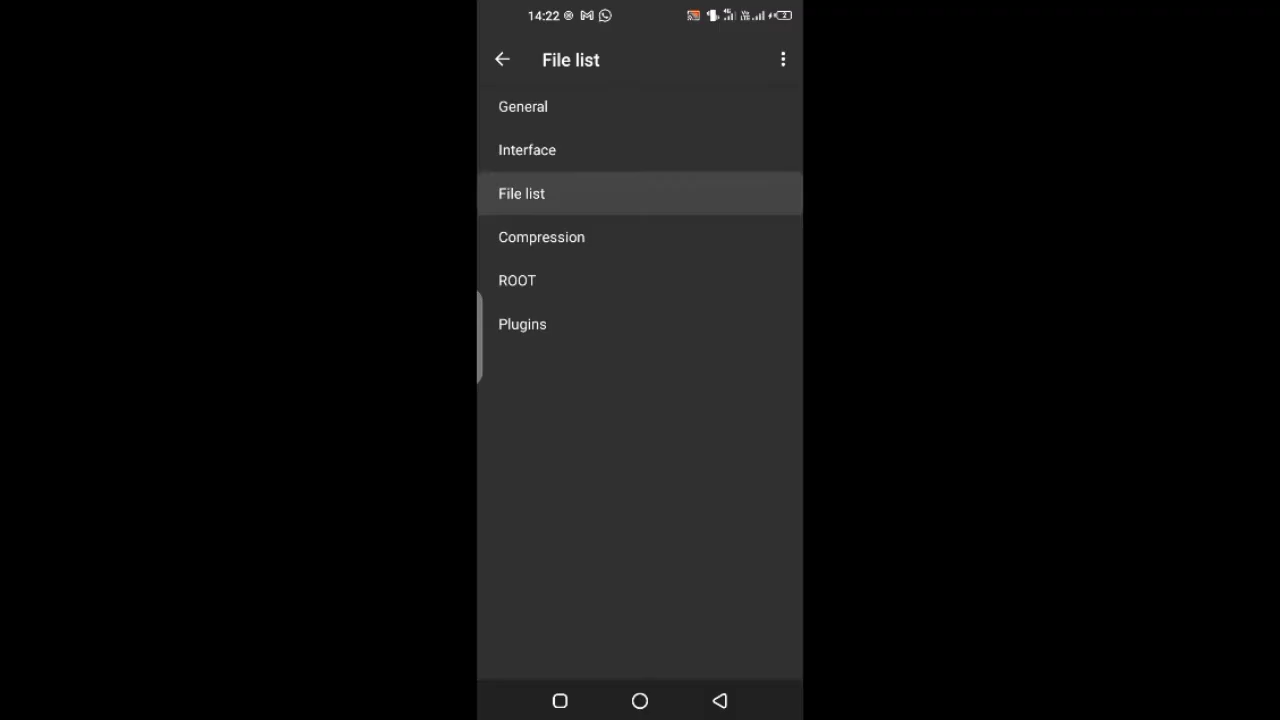 14:22
File list
General
Interface
File list
Compression
ROOT
Plugins